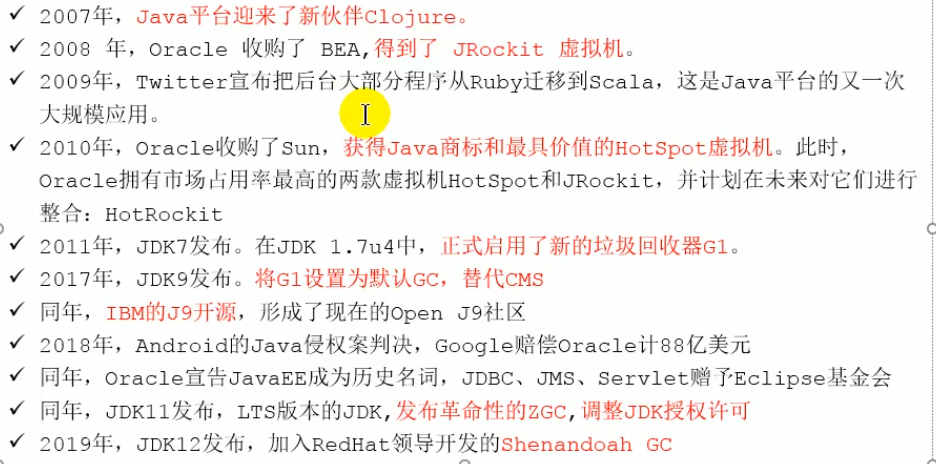 ✓ 2007年，Java平台迎来了新伙伴Clojure。
✓ 2008 年，Oracle 收购了 BEA,得到了 JRockit 虚拟机。
✓ 2009年，Twitter宣布把后台大部分程序从Ruby迁移到Scala，这是Java平台的又一次
大规模应用。
✓ 2010年，Oracle收购了Sun，获得Java商标和最具价值的HotSpot虚拟机。此时，
Oracle拥有市场占用率最高的两款虚拟机HotSpot和JRockit，并计划在未来对它们进行
整合：HotRockit
✓ 2011年，JDK7发布。在JDK 1.7u4中，正式启用了新的垃圾回收器G1。
✓ 2017年，JDK9发布。将G1设置为默认GC，替代CMS
✓ 同年，IBM的J9开源，形成了现在的Open J9社区
✓ 2018年，Android的Java侵权案判决，Google赔偿Oracle计88亿美元
✓ 同年，Oracle宣告JavaEE成为历史名词，JDBC、JMS、Servlet赠予Eclipse基金会
✓ 同年，JDK11发布，LTS版本的JDK,发布革命性的ZGC,调整JDK授权许可
✓ 2019年，JDK12发布，加入RedHat领导开发的Shenandoah GC